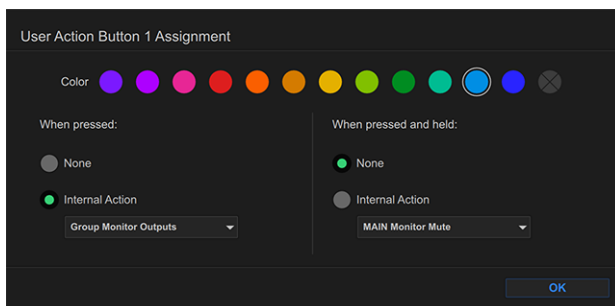 User Action Button 1 Assignment
Color
When pressed:
None
Internal Action
Group Monitor Outputs
When pressed and held:
None
Internal Action
MAIN Monitor Mute
OK